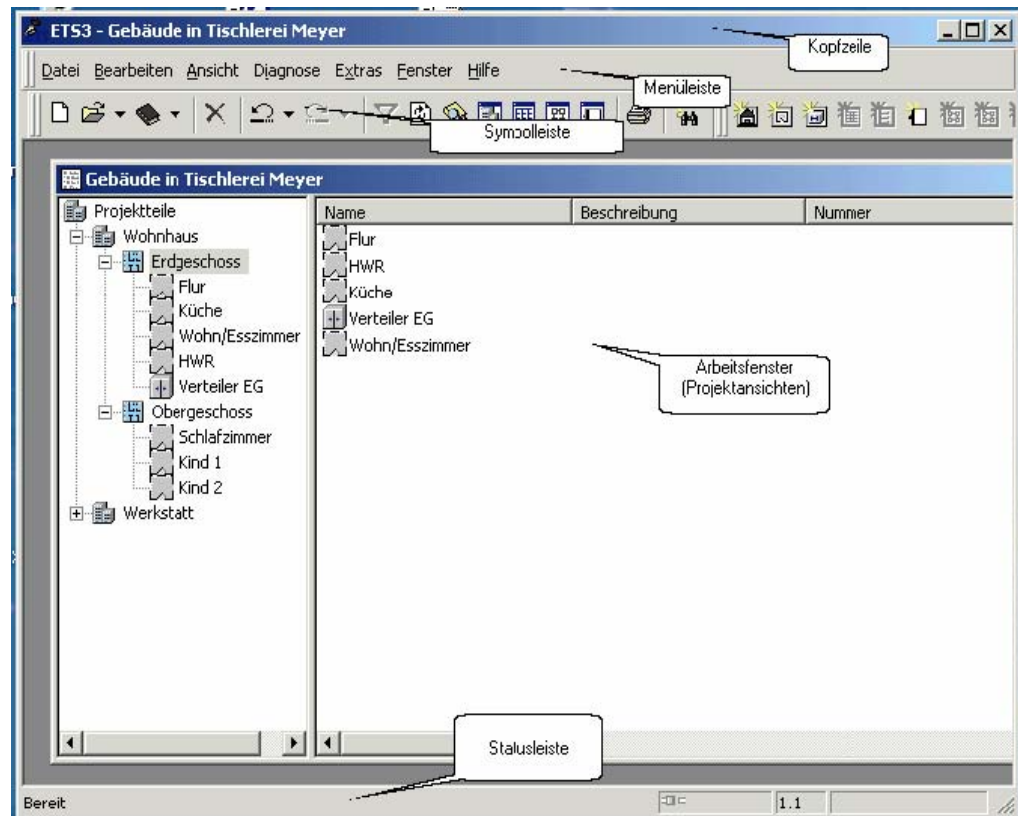 ETS3 - Gebäude in Tischlerei Meyer
Kopfzeile
Datei Bearbeiten Ansicht Diagnose Extras Fenster Hilfe
Menüleiste
Symbolleiste
Gebäude in Tischlerei Meyer
Projektteile
Wohnhaus
Erdgeschoss
Flur
Küche
Wohn/Esszimmer
HWR
Verteiler EG
Obergeschoss
Schlafzimmer
Kind 1
Kind 2
Werkstatt
Name Beschreibung Nummer
Flur
HWR
Küche
Verteiler EG
Wohn/Esszimmer
Arbeitsfenster
(Projektansichten)
Statusleiste
Bereit 1.1